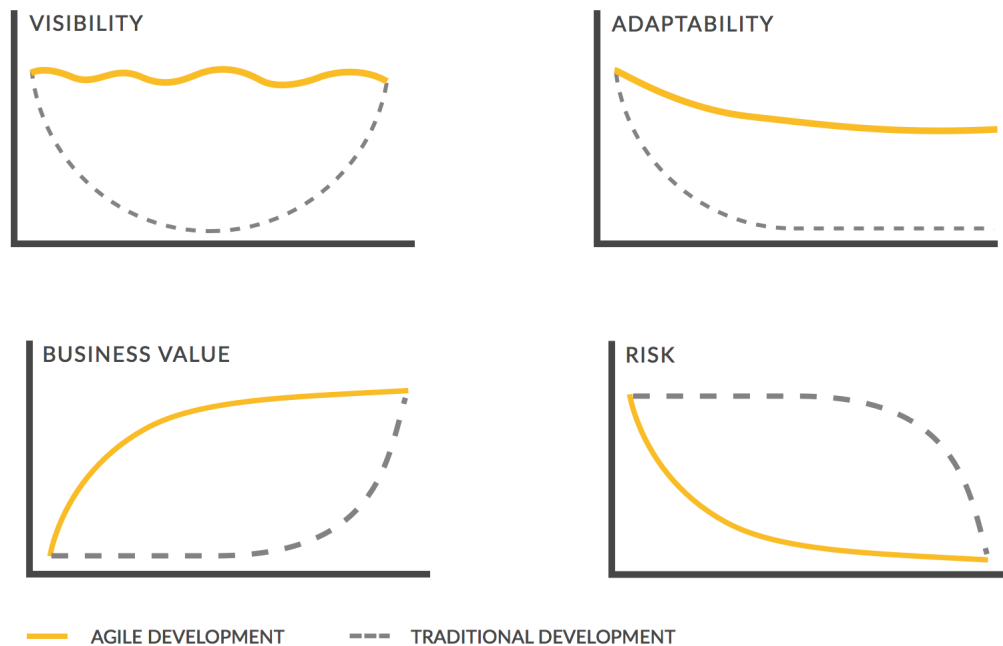 VISIBILITY
ADAPTABILITY
BUSINESS VALUE
RISK
AGILE DEVELOPMENT
TRADITIONAL DEVELOPMENT